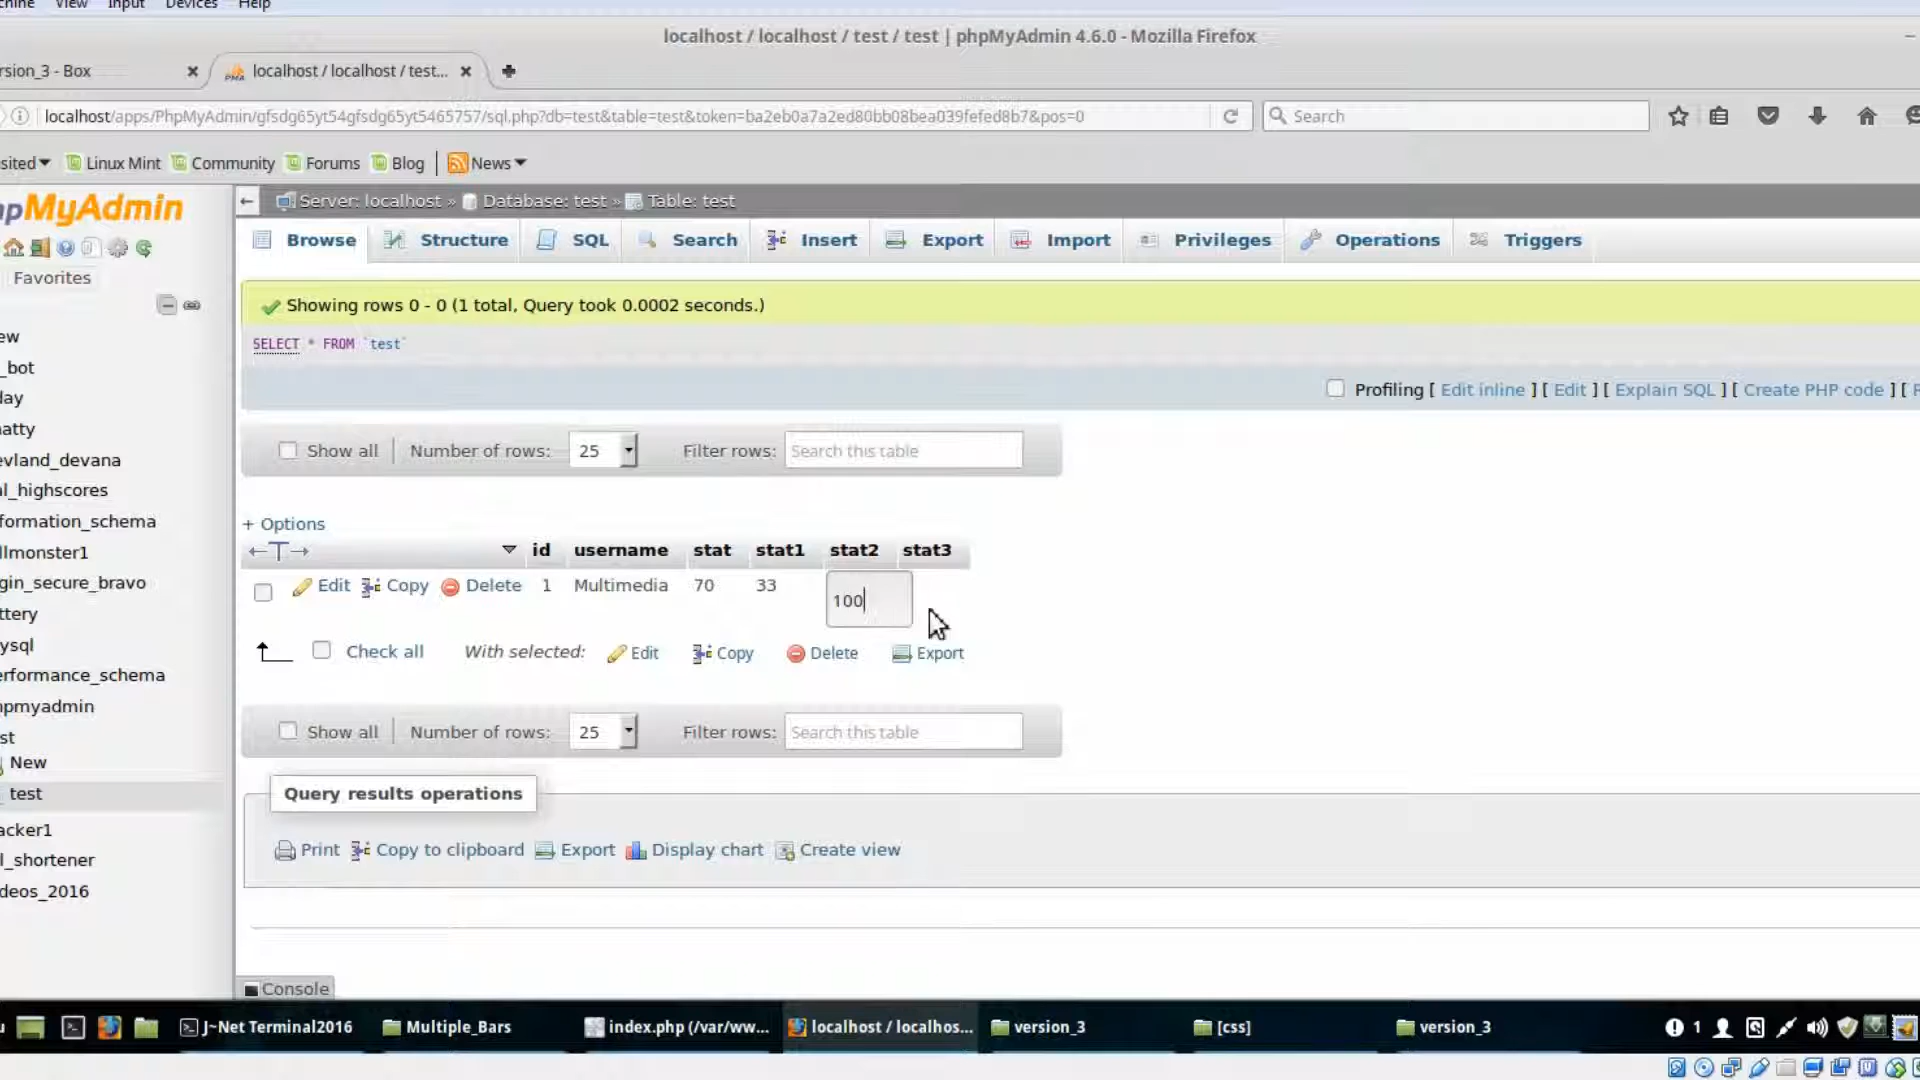 chine View Input Devices Help
localhost / localhost / test / test | phpMyAdmin 4.6.0 - Mozilla Firefox
rsion_3 - Box
localhost / localhost / test...
localhost/apps/PhpMyAdmin/gfsdg65yt54gfsdg65yt5465757/sql.php?db=test&table=test&token=ba2eb0a7a2ed80bb08bea039fefed8b7&pos=0
Search
sited Linux Mint Community Forums Blog News
pMyAdmin
PMA
Favorites
Server: localhost » Database: test » Table: test
Browse Structure SQL Search Insert Export Import Privileges Operations Triggers
Showing rows 0 - 0 (1 total, Query took 0.0002 seconds.)
SELECT * FROM `test`
Profiling [ Edit inline ] [ Edit ] [ Explain SQL ] [ Create PHP code ] [
Show all Number of rows: 25 Filter rows: Search this table
+ Options
id username stat stat1 stat2 stat3
Edit Copy Delete 1 Multimedia 70 33 100
Check all With selected: Edit Copy Delete Export
Show all Number of rows: 25 Filter rows: Search this table
Query results operations
Print Copy to clipboard Export Display chart Create view
Console
ew
_bot
day
atty
evland_devana
al_highscores
formation_schema
llmonster1
gin_secure_bravo
ttery
ysql
erformance_schema
hpmyadmin
st
New
test
acker1
l_shortener
deos_2016
u J~Net Terminal2016 Multiple_Bars index.php (/var/ww... localhost / localhos... version_3 [css] version_3 1